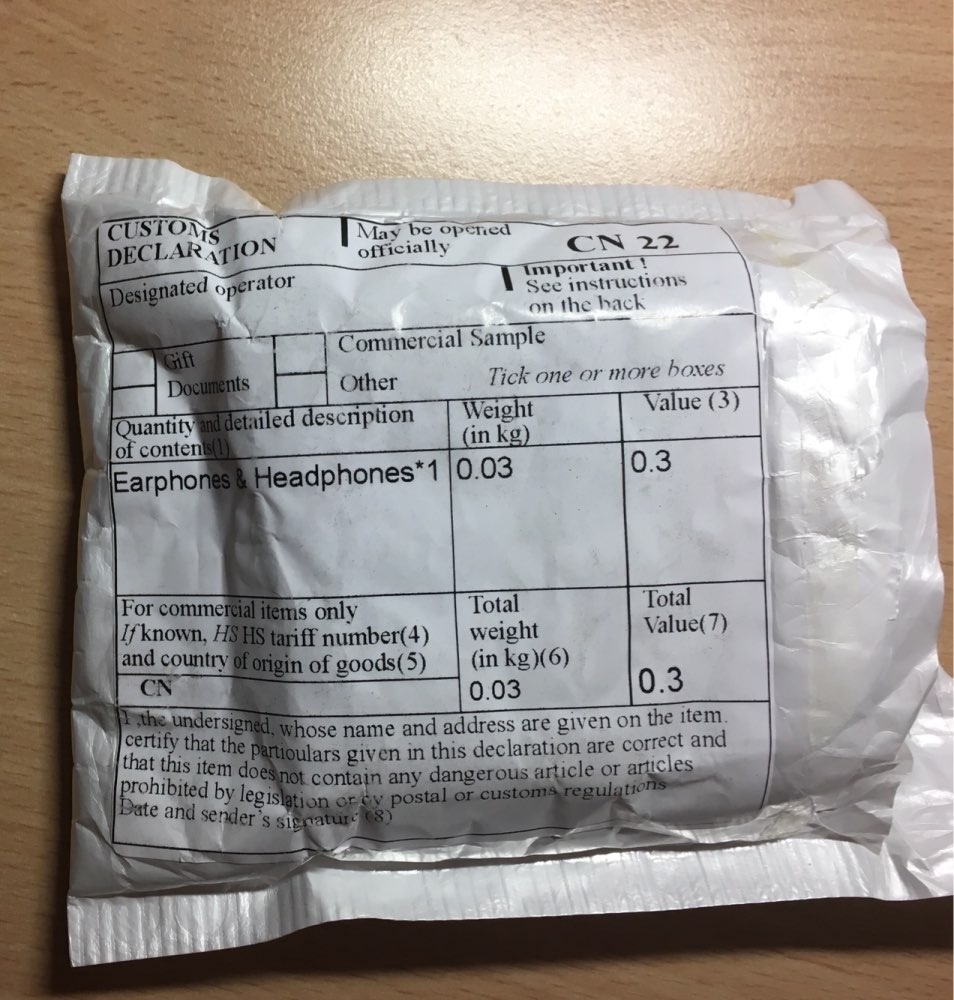 CUSTOMS
DECLARATION
May be opened
officially
CN 22
Designated operator
Important !
See instructions
on the back
Gift
Documents
Commercial Sample
Other
Tick one or more boxes
Quantity and detailed description
of contents(1)
Weight
(in kg)
Value (3)
Earphones & Headphones*1
0.03
0.3
For commercial items only
If known, HS HS tariff number(4)
and country of origin of goods(5)
CN
Total
weight
(in kg)(6)
0.03
Total
Value(7)
0.3
I ,the undersigned, whose name and address are given on the item.
certify that the partioulars given in this declaration are correct and
that this item does not contain any dangerous article or articles
prohibited by legislation or by postal or customs regulations
Date and sender's signature (8)